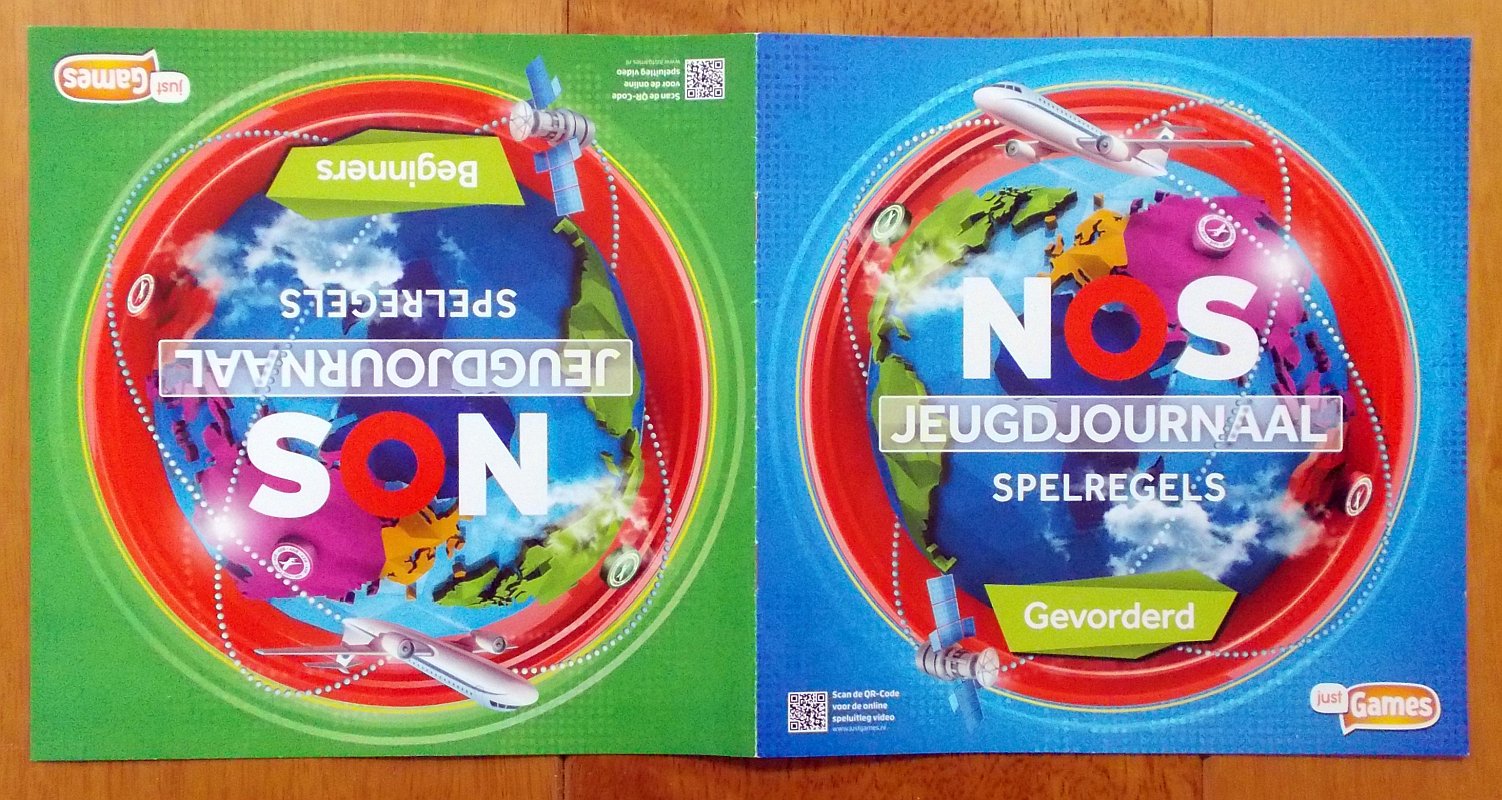 NOS
JEUGDJOURNAAL
SPELREGELS
Beginners
Scan de QR-Code
voor de online
speluitleg video
www.justgames.nl
just
Games
NOS
JEUGDJOURNAAL
SPELREGELS
Gevorderd
Scan de QR-Code
voor de online
speluitleg video
www.justgames.nl
just
Games